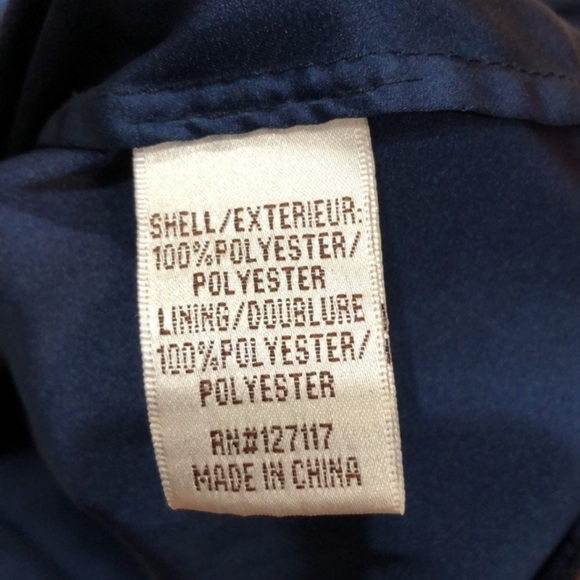 SHELL/EXTERIEUR:
100%POLYESTER/
POLYESTER
LINING/DOUBLURE
100%POLYESTER/
POLYESTER
RN#127117
MADE IN CHINA